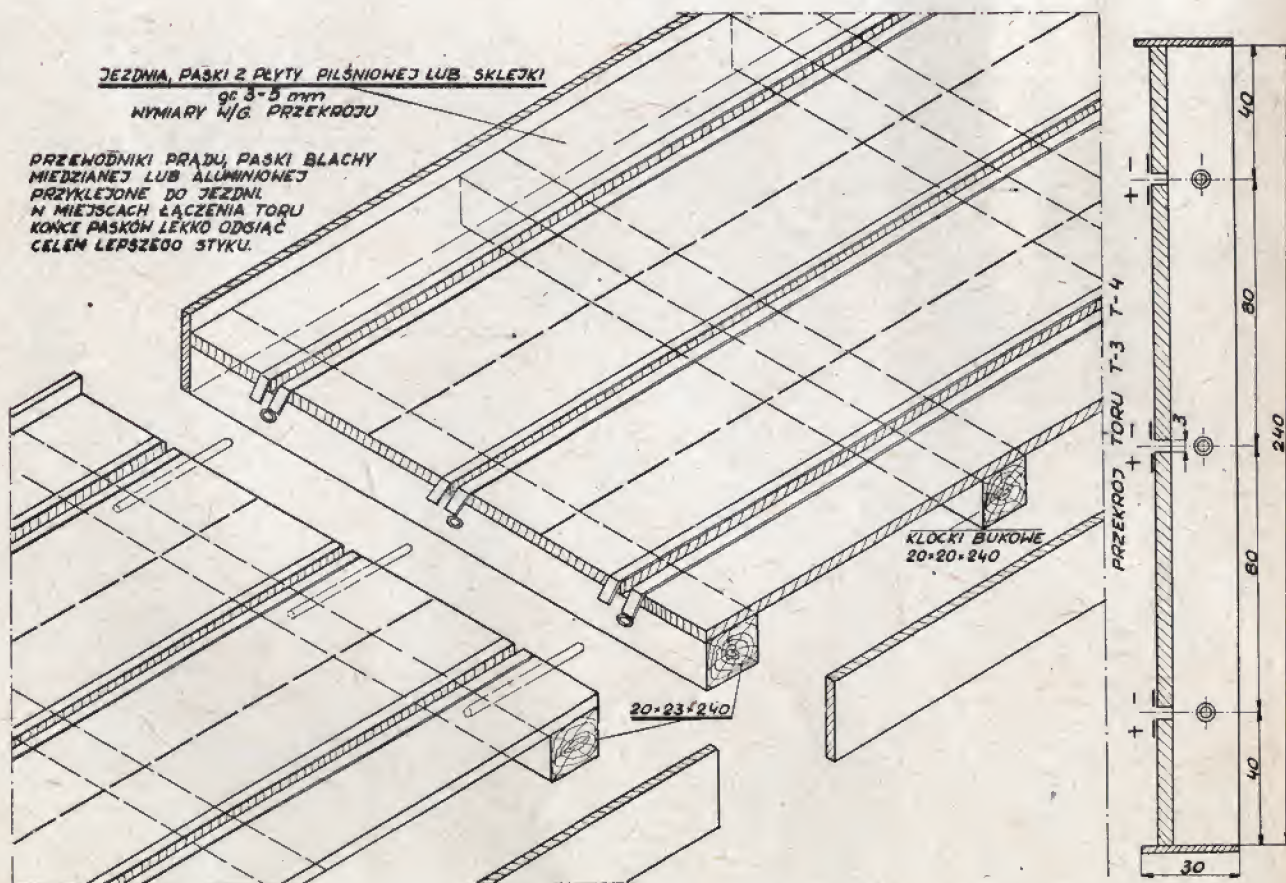 JEZDNIA, PASKI Z PŁYTY PILŚNIOWEJ LUB SKLEJKI
gr 3-5 mm
WYMIARY W/G. PRZEKROJU
PRZEWODNIKI PRĄDU, PASKI BLACHY
MIEDZIANEJ LUB ALUMINIOWEJ
PRZYKLEJONE DO JEZDNI.
W MIEJSCACH ŁĄCZENIA TORU
KOŃCE PASKÓW LEKKO ODGIĄĆ
CELEM LEPSZEGO STYKU.
KLOCKI BUKOWE
20×20×240
20×23×240
PRZEKRÓJ TORU T-3 T-4
40
- +
80
- +
3
240
80
- +
40
30